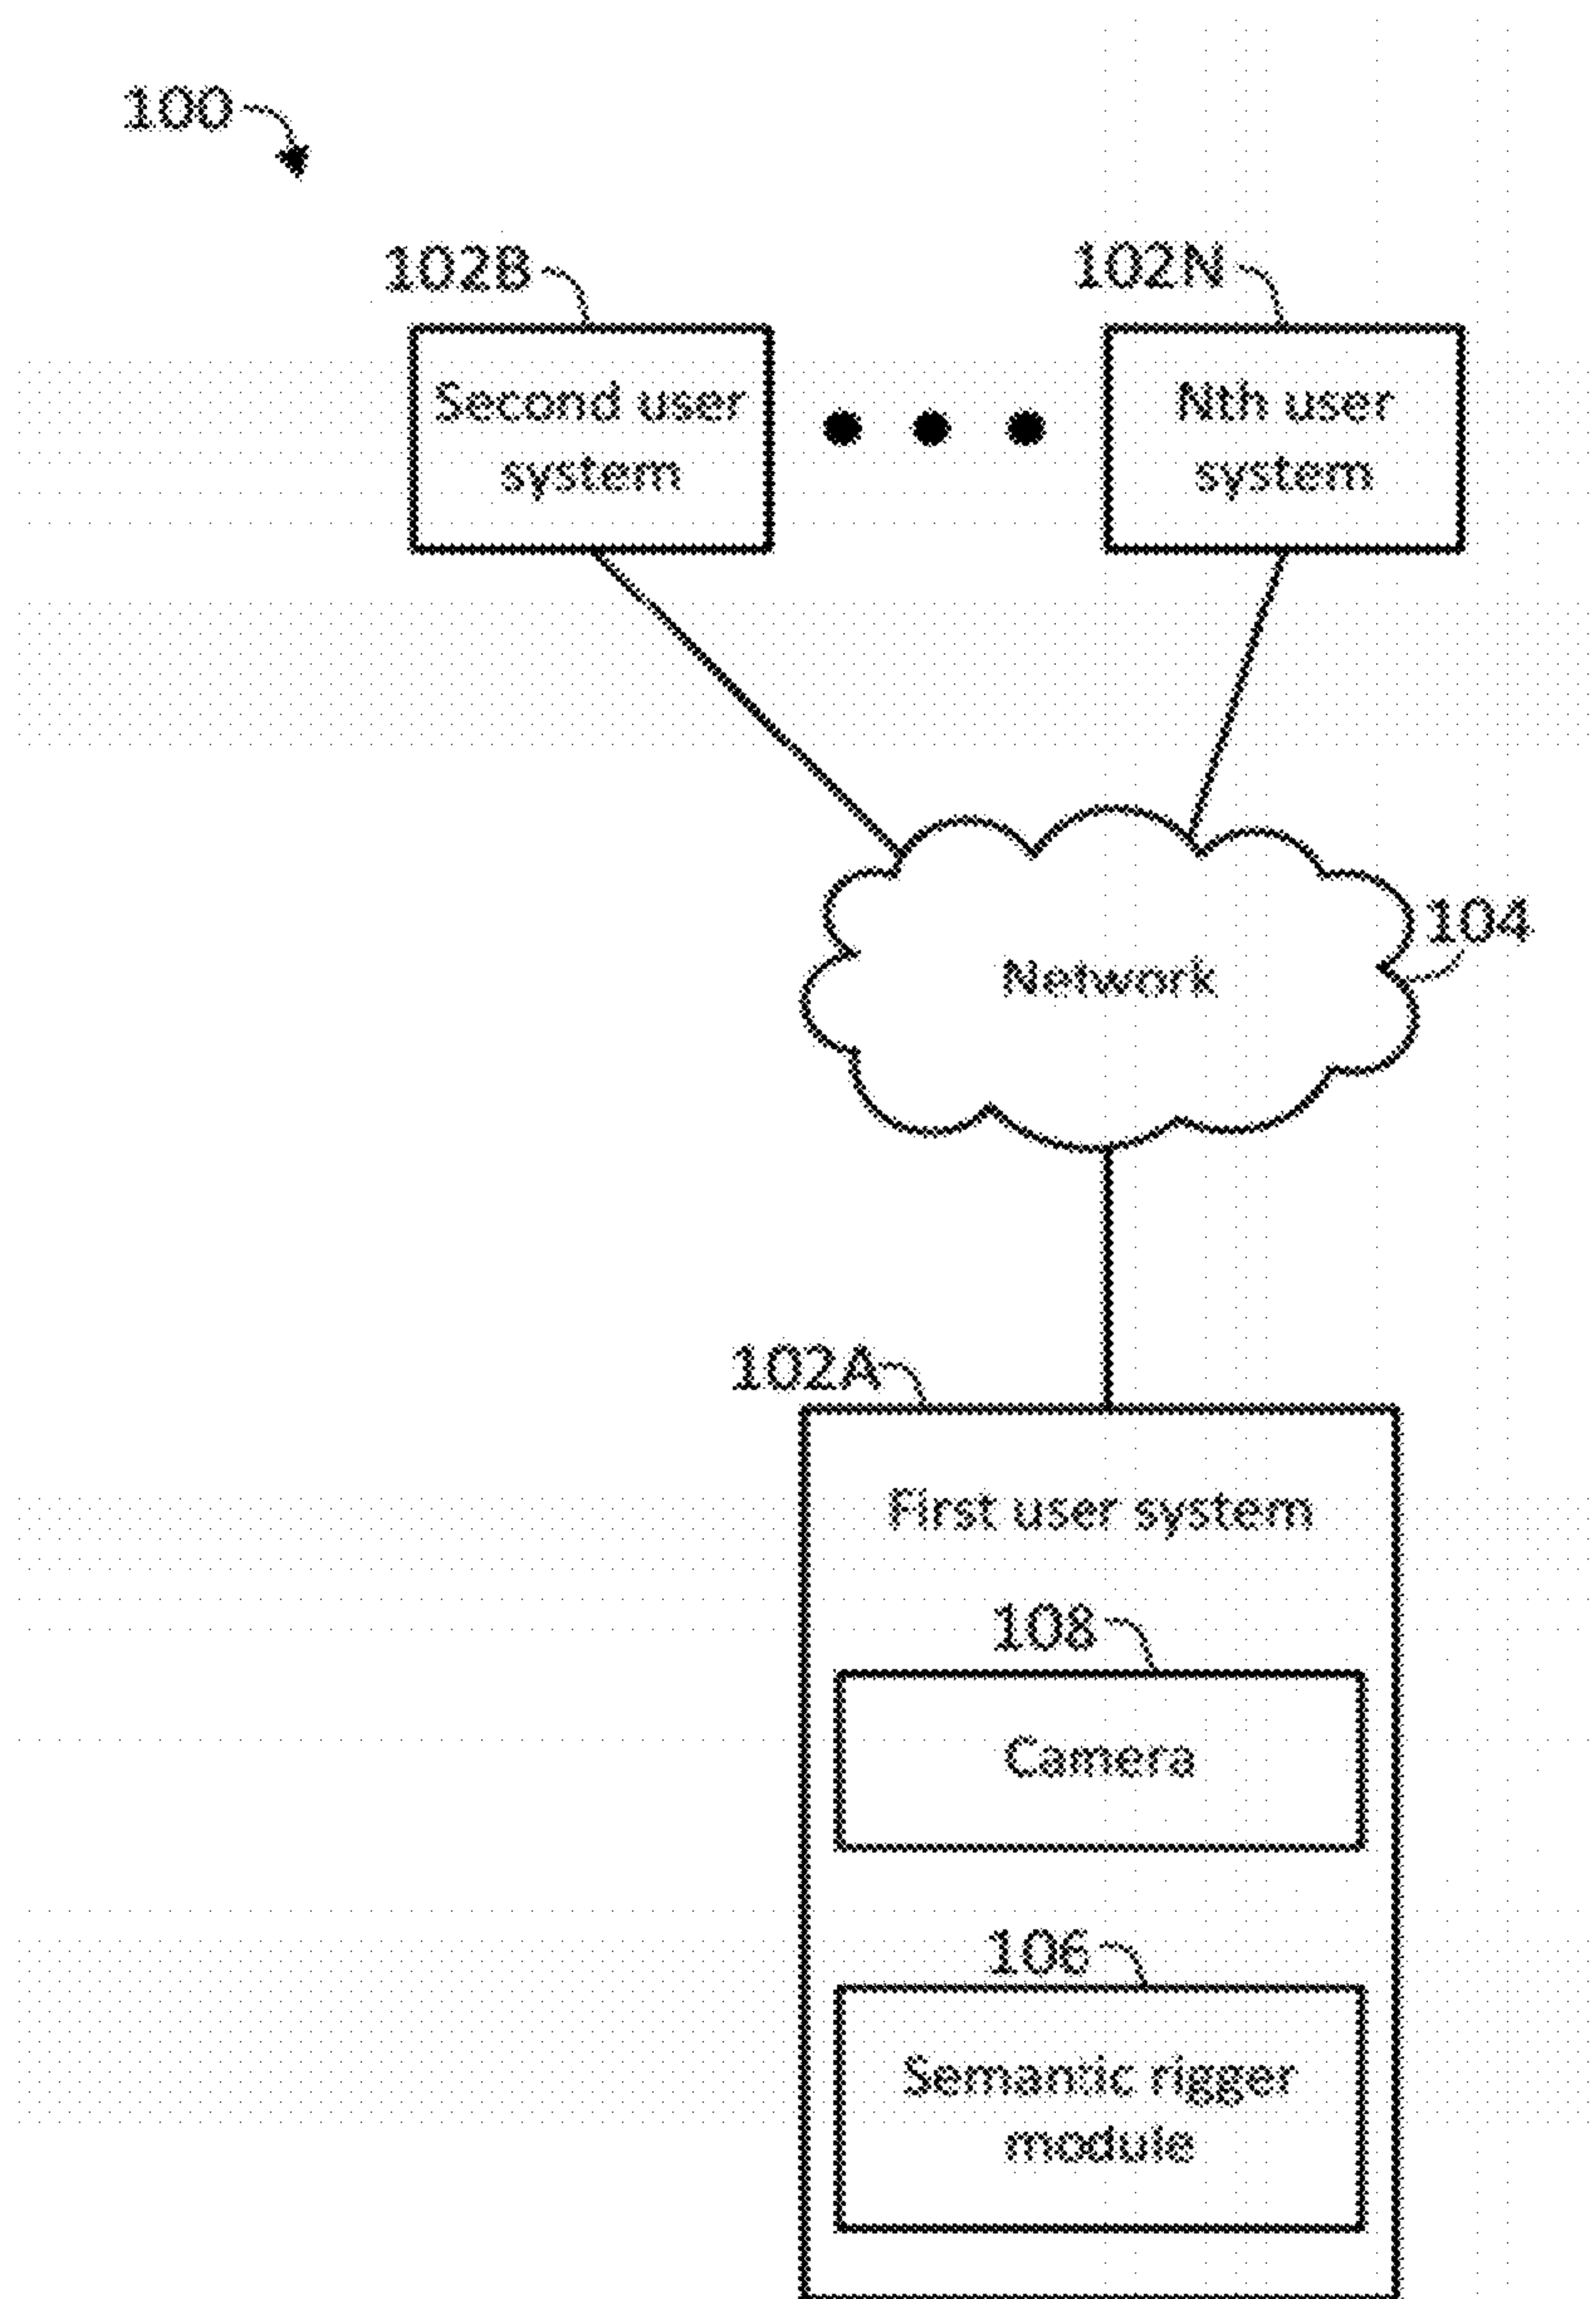 100
102B
102N
Second user
system
Nth user
system
104
Network
102A
First user system
108
Camera
106
Semantic rigger
module